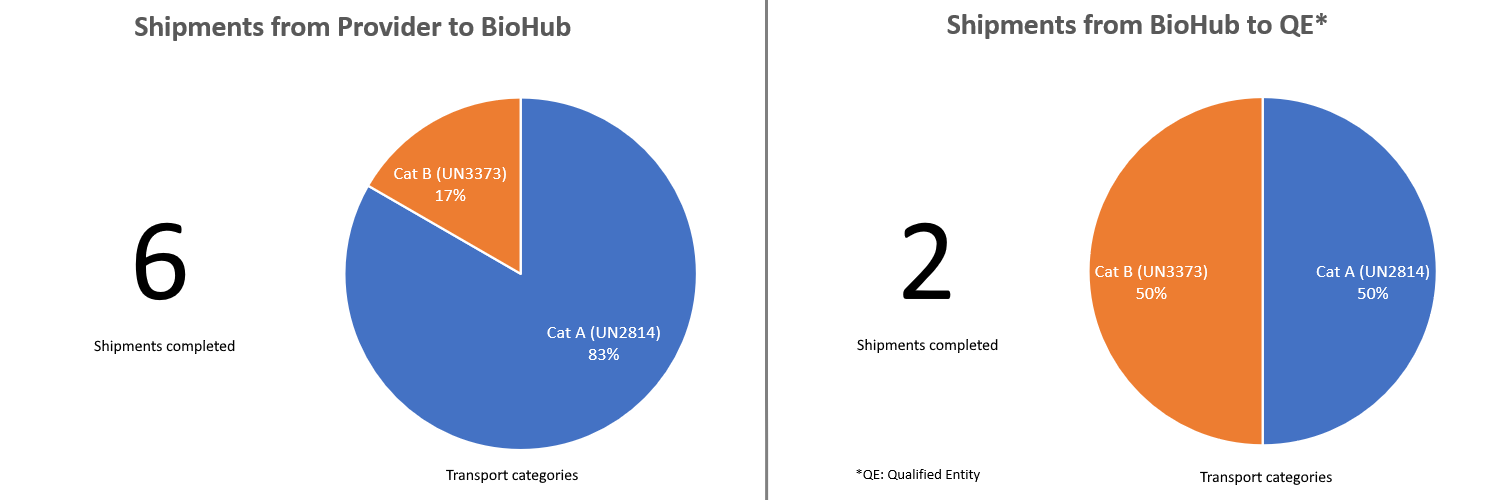 Shipments from Provider to BioHub
Cat B (UN3373)
17%
6
Shipments completed
Cat A (UN2814)
83%
Transport categories
Shipments from BioHub to QE*
2
Shipments completed
Cat B (UN3373)
50%
Cat A (UN2814)
50%
*QE: Qualified Entity
Transport categories